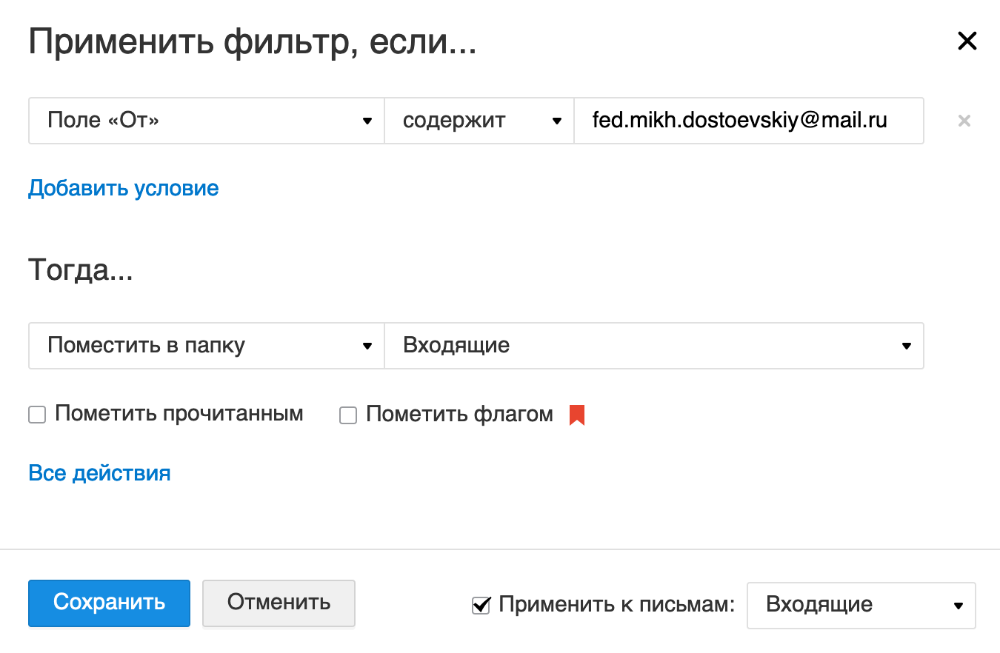 Применить фильтр, если...
Поле «От» содержит fed.mikh.dostoevskiy@mail.ru
Добавить условие
Тогда...
Поместить в папку Входящие
Пометить прочитанным Пометить флагом
Все действия
Сохранить Отменить Применить к письмам: Входящие